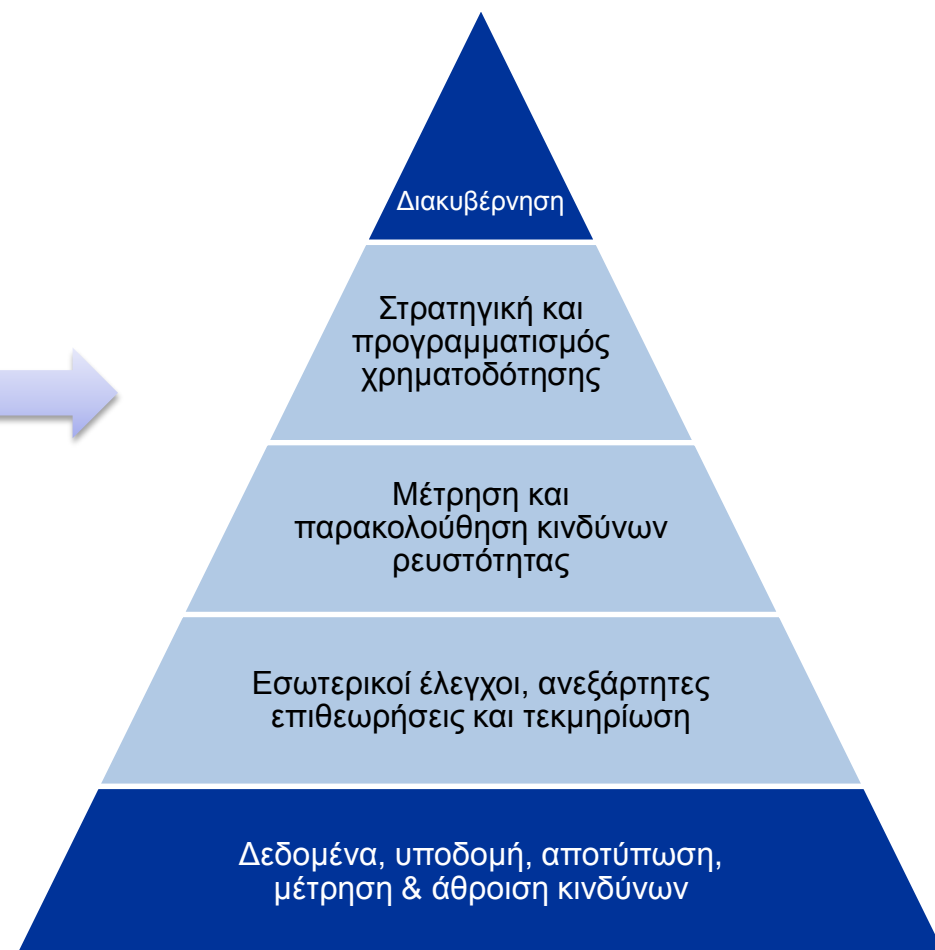 Διακυβέρνηση
Στρατηγική και
προγραμματισμός
χρηματοδότησης
Μέτρηση και
παρακολούθηση κινδύνων
ρευστότητας
Εσωτερικοί έλεγχοι, ανεξάρτητες
επιθεωρήσεις και τεκμηρίωση
Δεδομένα, υποδομή, αποτύπωση,
μέτρηση & άθροιση κινδύνων